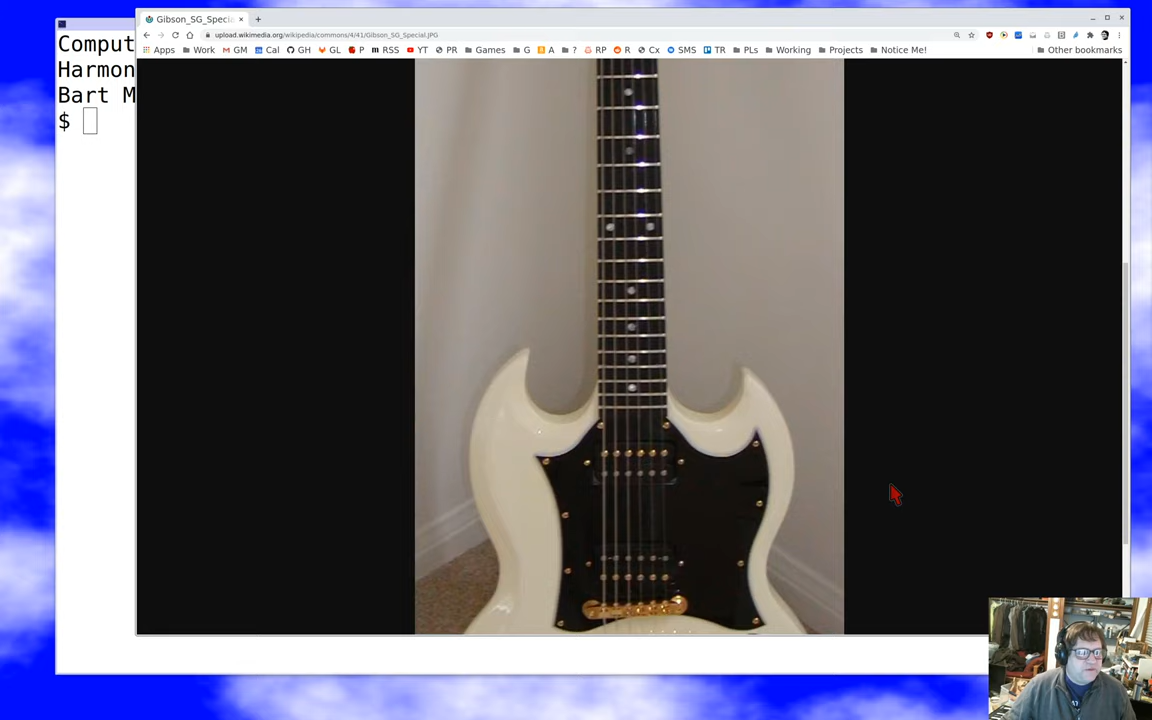 Gibson_SG_Specia
upload.wikimedia.org/wikipedia/commons/4/41/Gibson_SG_Special.JPG
Apps Work GM Cal GH GL P RSS YT PR Games G A ? RP R Cx SMS TR PLs Working Projects Notice Me! Other bookmarks
Comput
Harmon
Bart M
$